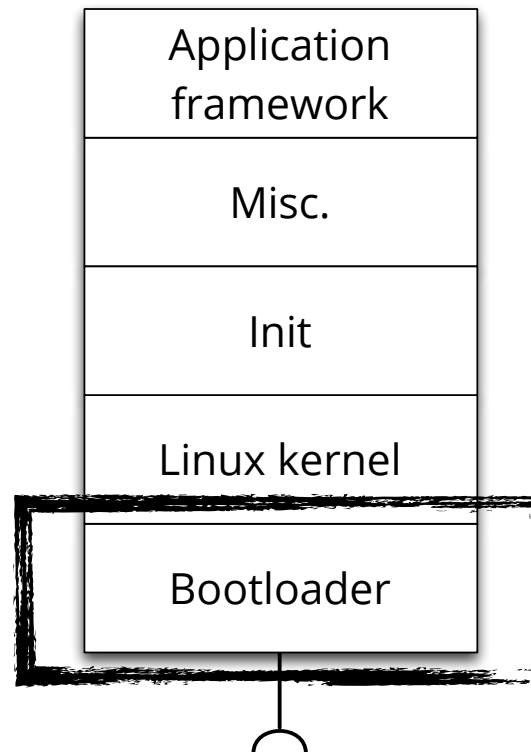 Application
framework
Misc.
Init
Linux kernel
Bootloader